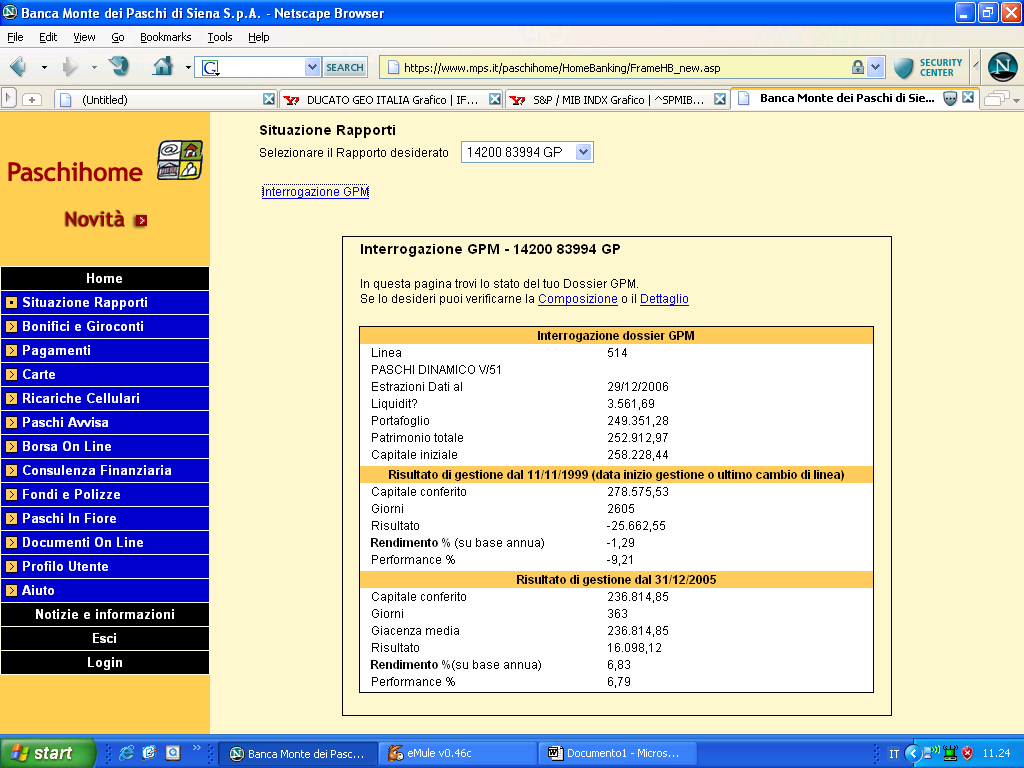 Banca Monte dei Paschi di Siena S.p.A. - Netscape Browser
File Edit View Go Bookmarks Tools Help
SEARCH
https://www.mps.it/paschihome/HomeBanking/FrameHB_new.asp
SECURITY CENTER
(Untitled)
DUCATO GEO ITALIA Grafico | IF...
S&P / MIB INDX Grafico | ^SPMIB...
Banca Monte dei Paschi di Sie...
Paschihome
Novità
Home
Situazione Rapporti
Bonifici e Giroconti
Pagamenti
Carte
Ricariche Cellulari
Paschi Avvisa
Borsa On Line
Consulenza Finanziaria
Fondi e Polizze
Paschi In Fiore
Documenti On Line
Profilo Utente
Aiuto
Notizie e informazioni
Esci
Login
Situazione Rapporti
Selezionare il Rapporto desiderato 14200 83994 GP
Interrogazione GPM
Interrogazione GPM - 14200 83994 GP
In questa pagina trovi lo stato del tuo Dossier GPM.
Se lo desideri puoi verificarne la Composizione o il Dettaglio
Interrogazione dossier GPM
Linea 514
PASCHI DINAMICO V/51
Estrazioni Dati al 29/12/2006
Liquidit? 3.561,69
Portafoglio 249.351,28
Patrimonio totale 252.912,97
Capitale iniziale 258.228,44
Risultato di gestione dal 11/11/1999 (data inizio gestione o ultimo cambio di linea)
Capitale conferito 278.575,53
Giorni 2605
Risultato -25.662,55
Rendimento % (su base annua) -1,29
Performance % -9,21
Risultato di gestione dal 31/12/2005
Capitale conferito 236.814,85
Giorni 363
Giacenza media 236.814,85
Risultato 16.098,12
Rendimento %(su base annua) 6,83
Performance % 6,79
start
Banca Monte dei Pasc...
eMule v0.46c
Documento1 - Micros...
IT
11.24